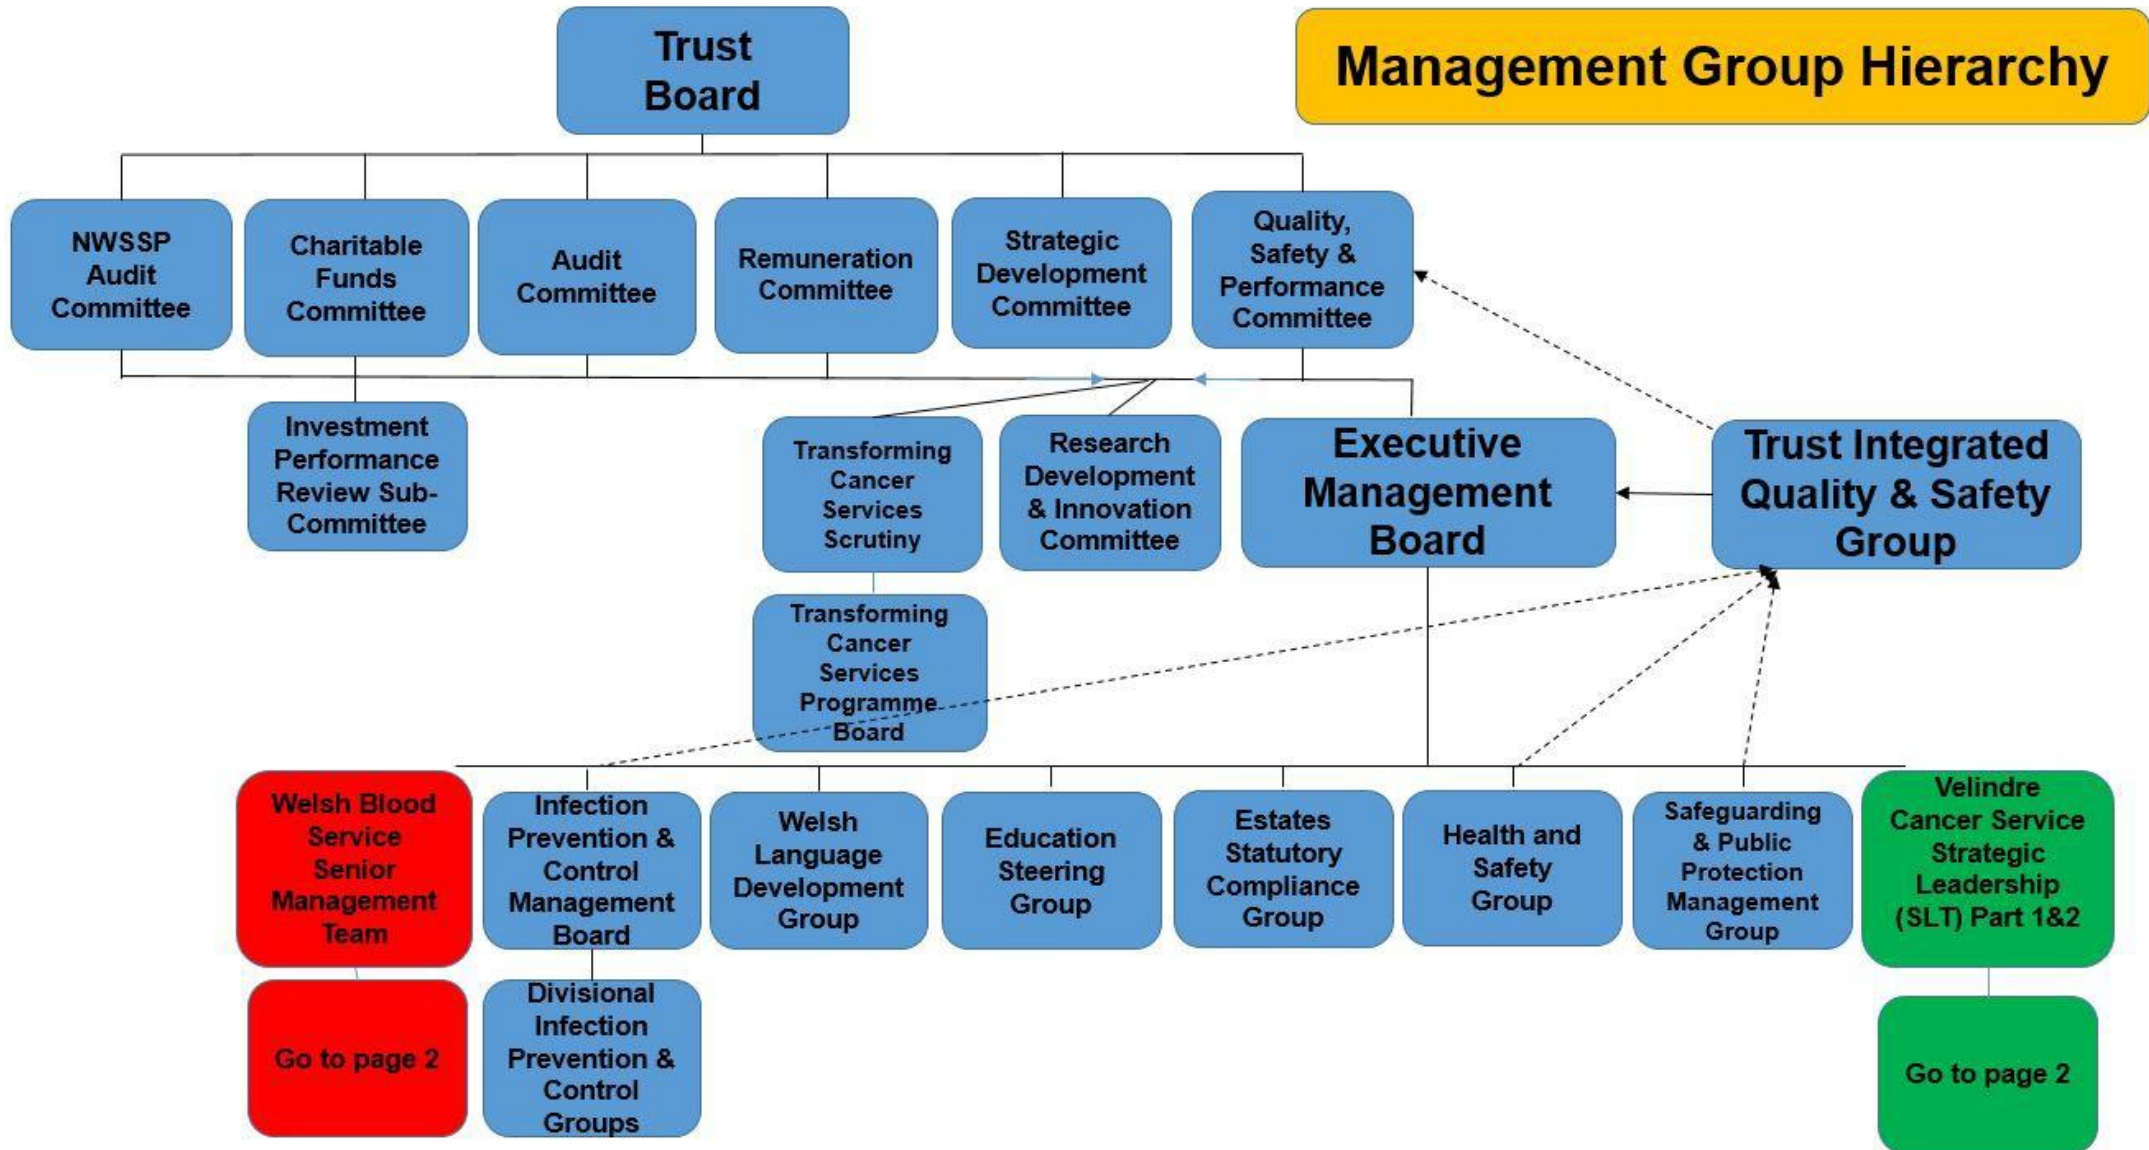 Trust
Board
Management Group Hierarchy
NWSSP
Audit
Committee
Charitable
Funds
Committee
Audit
Committee
Remuneration
Committee
Strategic
Development
Committee
Quality,
Safety &
Performance
Committee
Investment
Performance
Review Sub-
Committee
Transforming
Cancer
Services
Scrutiny
Research
Development
& Innovation
Committee
Executive
Management
Board
Trust Integrated
Quality & Safety
Group
Transforming
Cancer
Services
Programme
Board
Welsh Blood
Service
Senior
Management
Team
Infection
Prevention &
Control
Management
Board
Welsh
Language
Development
Group
Education
Steering
Group
Estates
Statutory
Compliance
Group
Health and
Safety
Group
Safeguarding
& Public
Protection
Management
Group
Velindre
Cancer Service
Strategic
Leadership
(SLT) Part 1&2
Go to page 2
Divisional
Infection
Prevention &
Control
Groups
Go to page 2